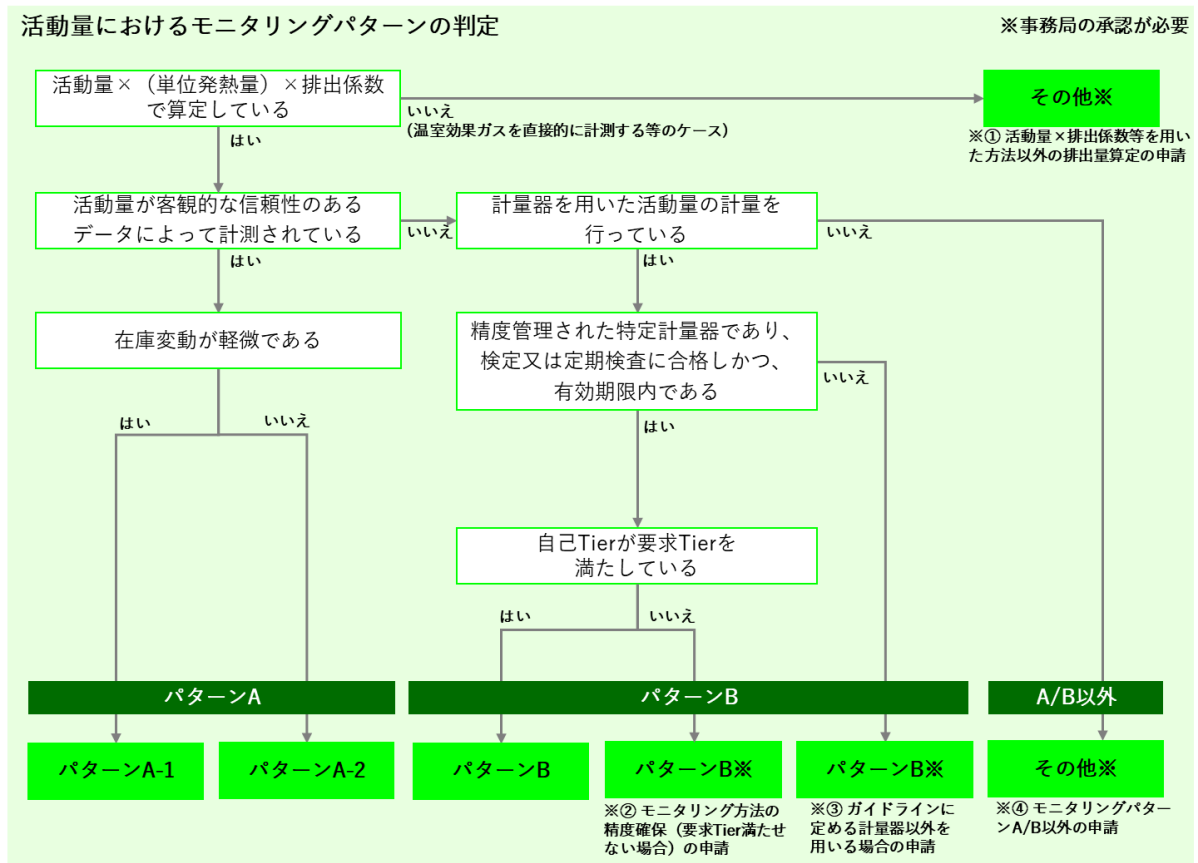 活動量におけるモニタリングパターンの判定
※事務局の承認が必要
活動量×（単位発熱量）×排出係数
で算定している
いいえ
(温室効果ガスを直接的に計測する等のケース)
その他※
※① 活動量×排出係数等を用い
た方法以外の排出量算定の申請
はい
活動量が客観的な信頼性のある
データによって計測されている
いいえ
計量器を用いた活動量の計量を
行っている
いいえ
はい
はい
在庫変動が軽微である
精度管理された特定計量器であり、
検定又は定期検査に合格しかつ、
有効期限内である
いいえ
はい
いいえ
はい
自己Tierが要求Tierを
満たしている
はい
いいえ
パターンA
パターンB
A/B以外
パターンA-1
パターンA-2
パターンB
パターンB※
パターンB※
その他※
※② モニタリング方法の
精度確保（要求Tier満たせ
ない場合）の申請
※③ ガイドラインに
定める計量器以外を
用いる場合の申請
※④ モニタリングパター
ンA/B以外の申請